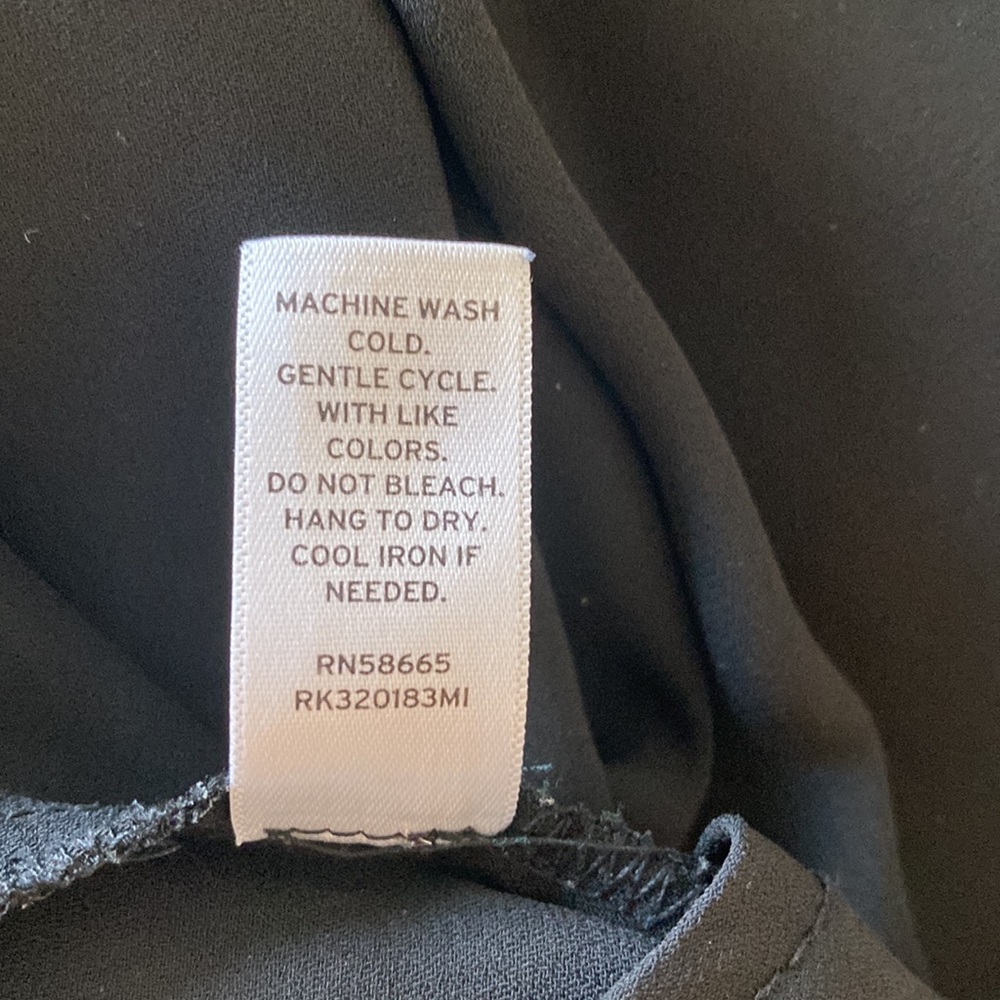 MACHINE WASH
COLD.
GENTLE CYCLE.
WITH LIKE
COLORS.
DO NOT BLEACH.
HANG TO DRY.
COOL IRON IF
NEEDED.
RN58665
RK320183MI